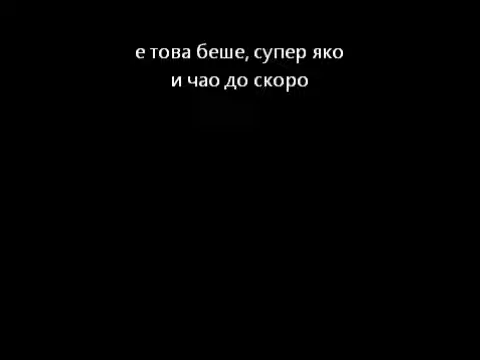 е това беше, супер яко
и чао до скоро